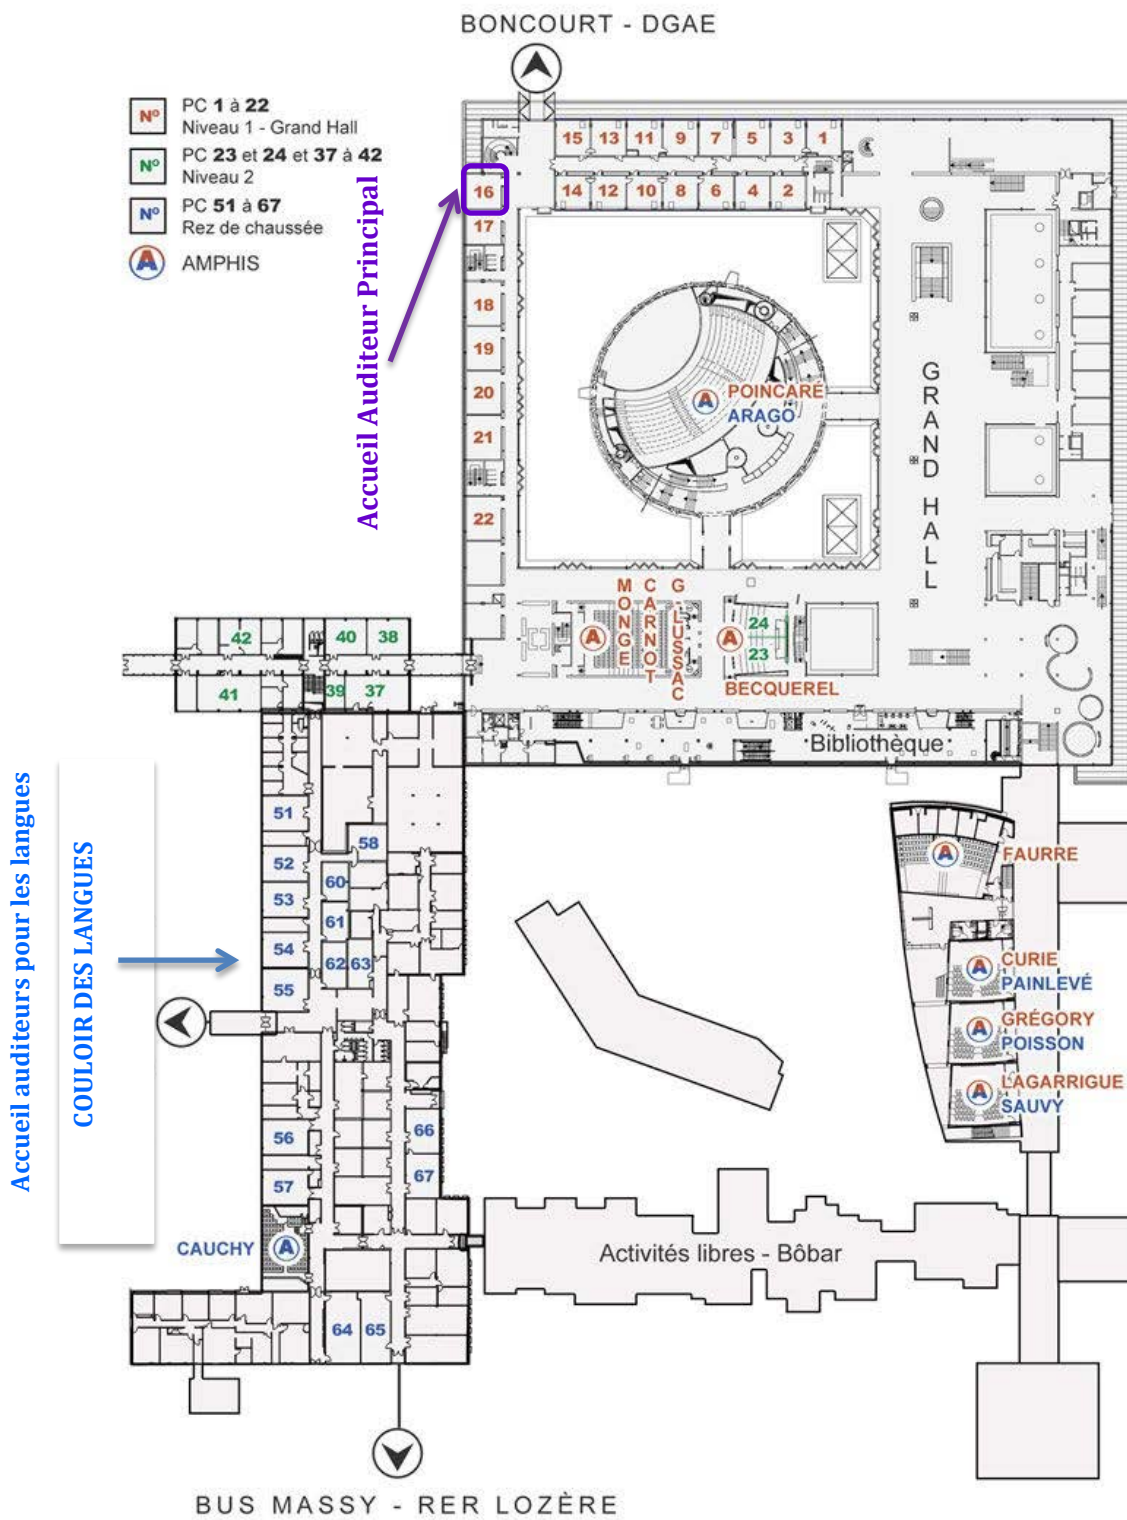 BONCOURT - DGAE
Nº PC 1 à 22
Niveau 1 - Grand Hall
Nº PC 23 et 24 et 37 à 42
Niveau 2
Nº PC 51 à 67
Rez de chaussée
A AMPHIS
Accueil Auditeur Principal
15 13 11 9 7 5 3 1
16 14 12 10 8 6 4 2
17
18
19
20
21
22
A POINCARÉ
ARAGO
GRAND HALL
A MONGE CARNOT G.LUSSAC
A 24
23
BECQUEREL
Bibliothèque
42 40 38
41 39 37
Accueil auditeurs pour les langues
COULOIR DES LANGUES
51
58
52
60
53
61
54
62 63
55
56
66
57
67
CAUCHY A
64 65
A FAURRE
A CURIE
PAINLEVÉ
A GRÉGORY
POISSON
A LAGARRIGUE
SAUVY
Activités libres - Bôbar
BUS MASSY - RER LOZÈRE